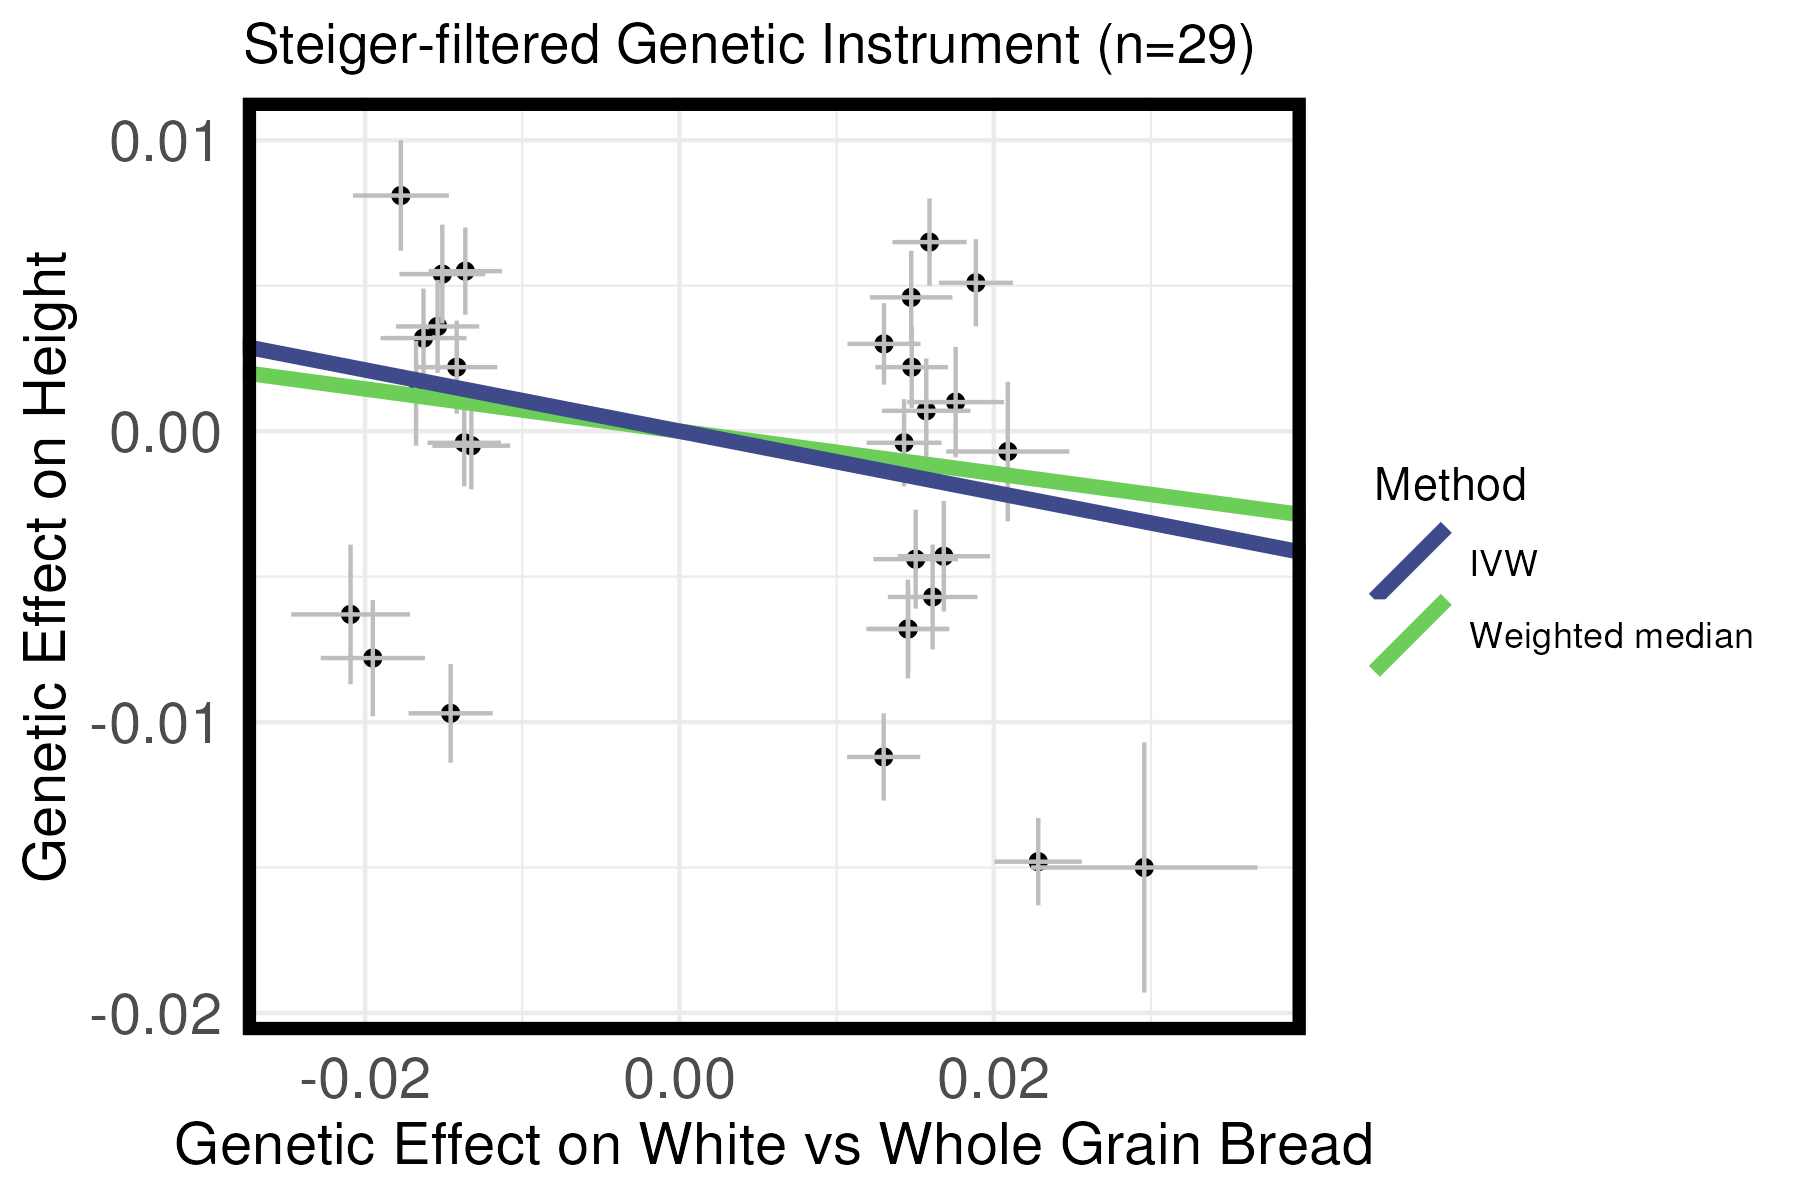 Steiger-filtered Genetic Instrument (n=29)
Genetic Effect on Height
0.01
0.00
-0.01
-0.02
-0.02
0.00
0.02
Genetic Effect on White vs Whole Grain Bread
Method
IVW
Weighted median